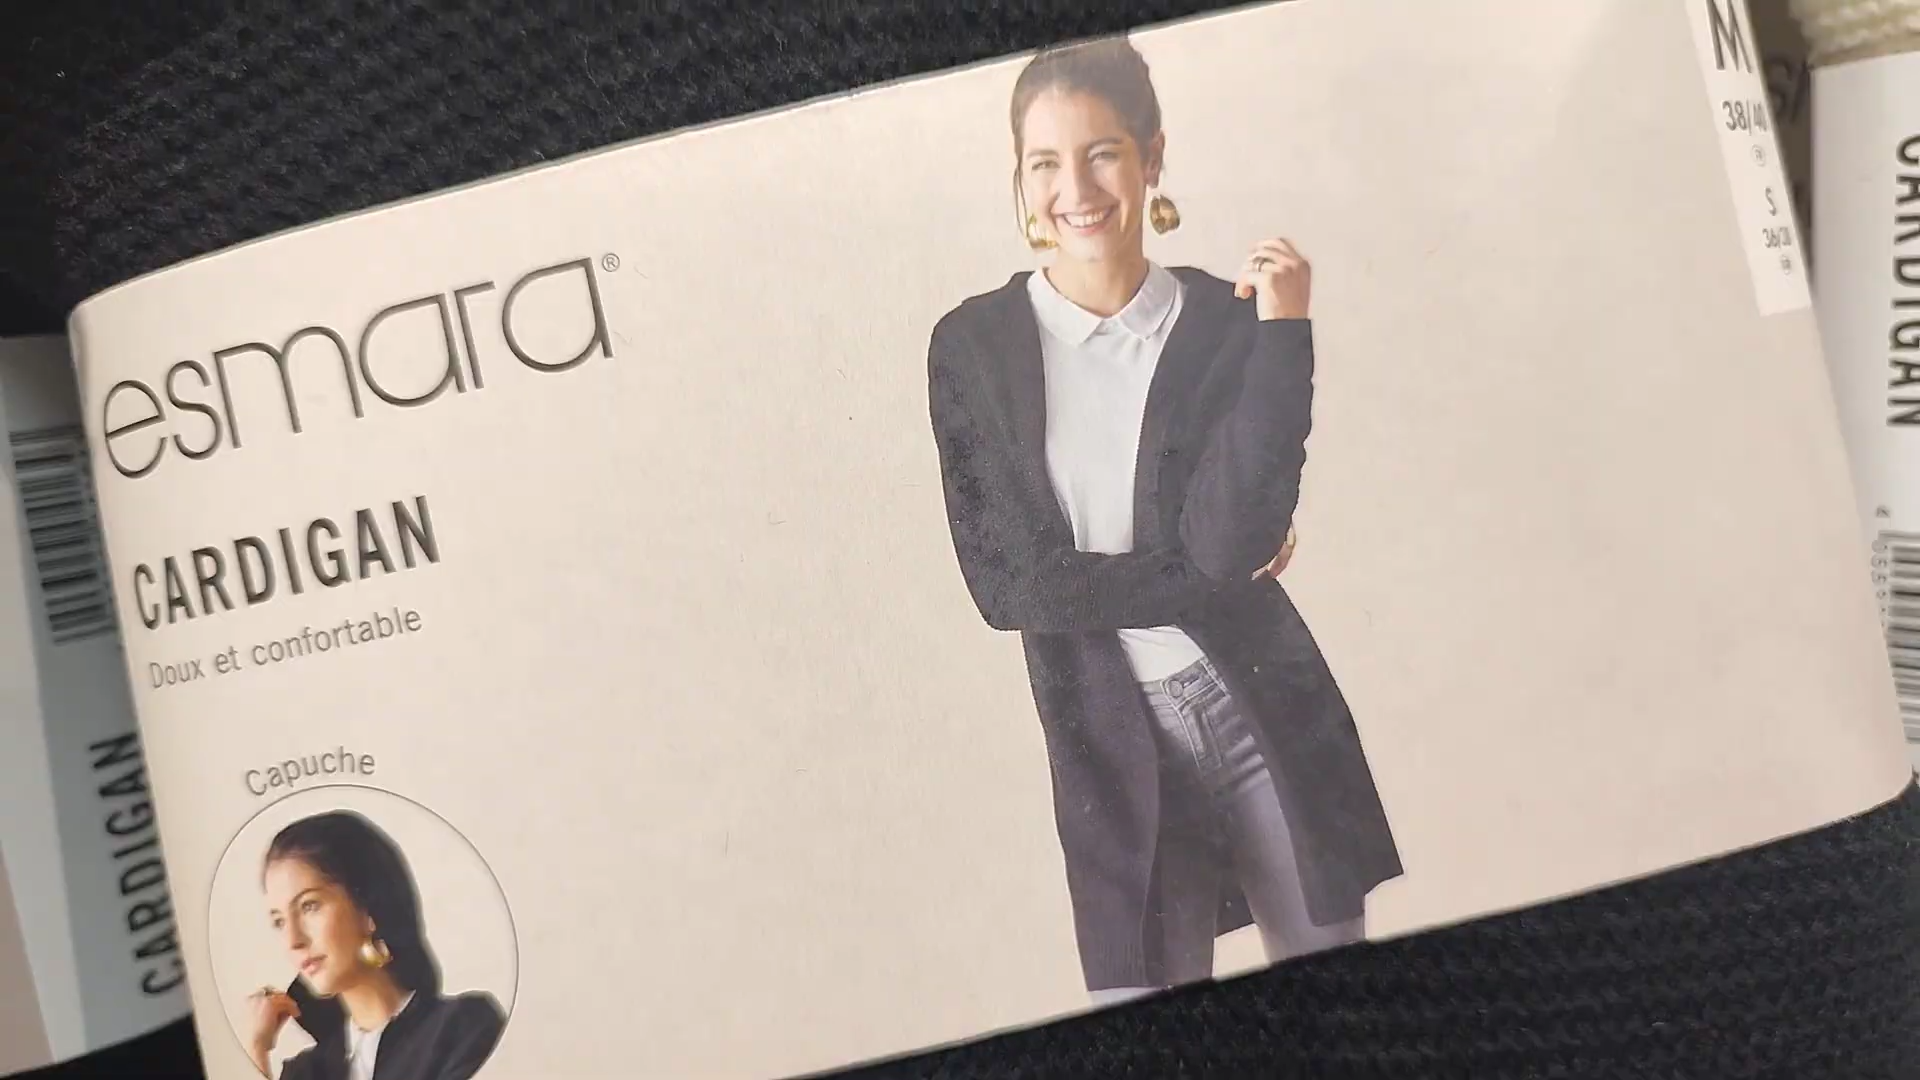 esmara®
CARDIGAN
Doux et confortable
Capuche
M
38/40
S
36/38
CARDIGAN
CARDIGAN